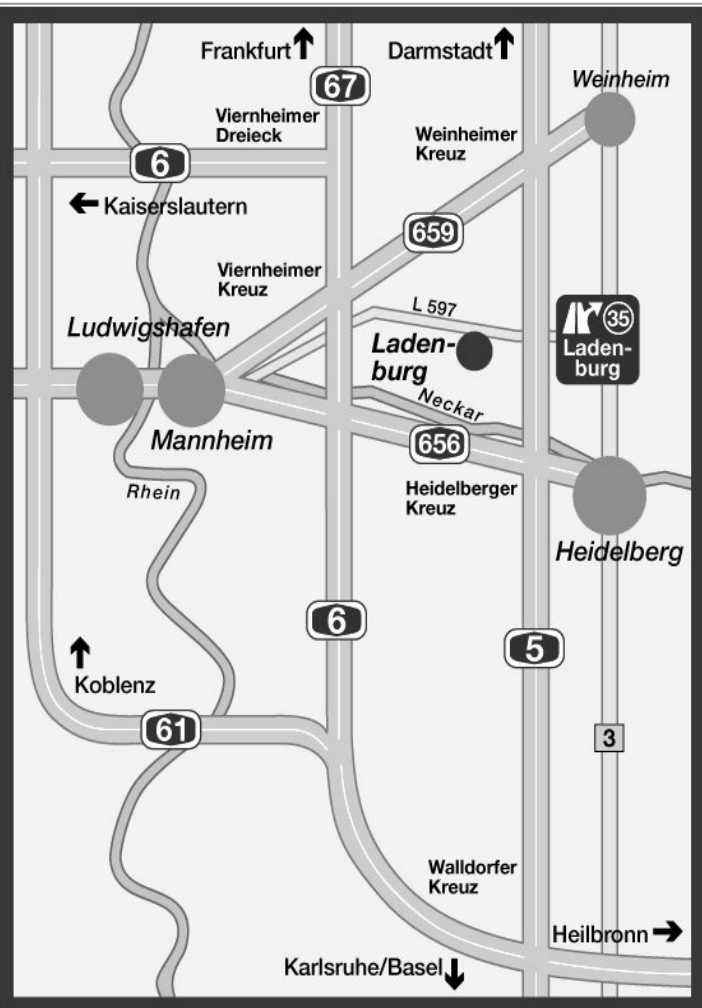 Frankfurt
Darmstadt
67
Weinheim
Viernheimer
Dreieck
Weinheimer
Kreuz
6
Kaiserslautern
659
Viernheimer
Kreuz
L 597
35
Laden-
burg
Ludwigshafen
Laden-
burg
Mannheim
Neckar
656
Rhein
Heidelberger
Kreuz
Heidelberg
6
5
Koblenz
61
3
Walldorfer
Kreuz
Heilbronn
Karlsruhe/Basel